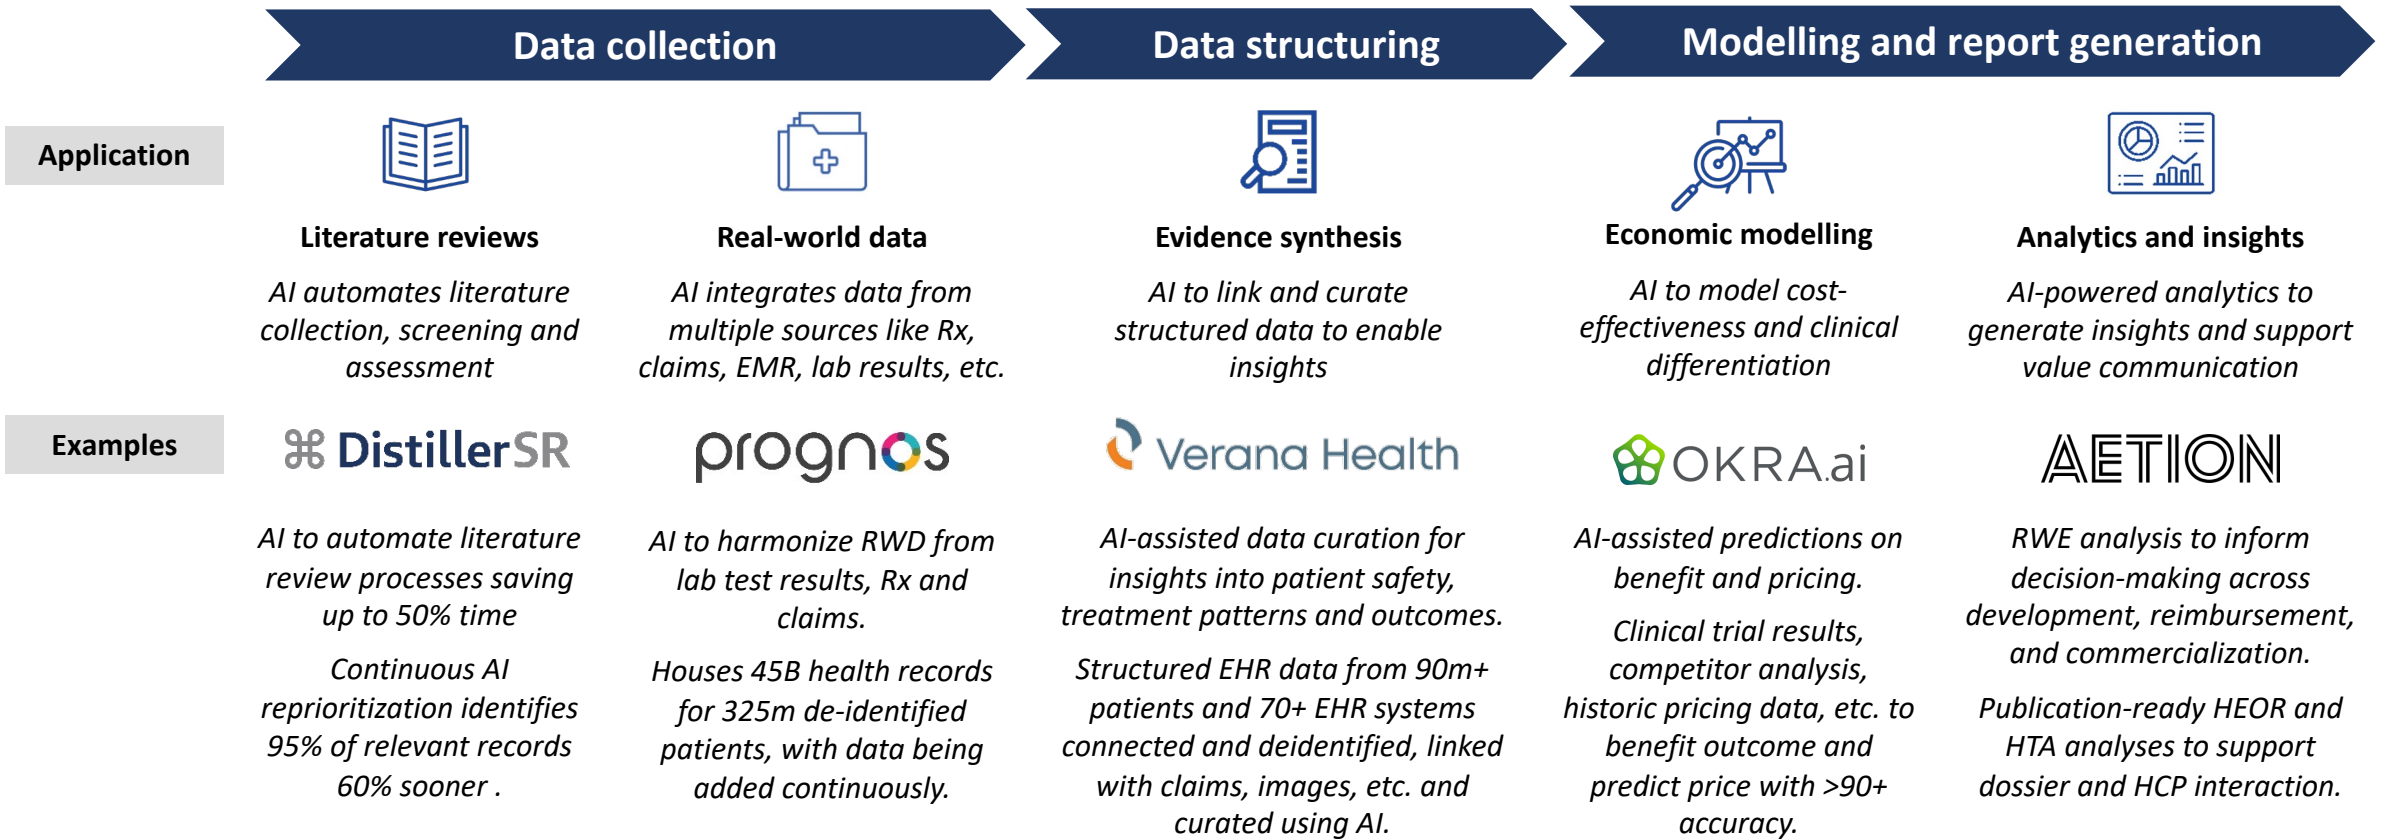 Data collection
Data structuring
Modelling and report generation
Application
Literature reviews
AI automates literature
collection, screening and
assessment
Real-world data
AI integrates data from
multiple sources like Rx,
claims, EMR, lab results, etc.
Evidence synthesis
AI to link and curate
structured data to enable
insights
Economic modelling
AI to model cost-
effectiveness and clinical
differentiation
Analytics and insights
AI-powered analytics to
generate insights and support
value communication
Examples
DistillerSR
AI to automate literature
review processes saving
up to 50% time
Continuous AI
reprioritization identifies
95% of relevant records
60% sooner .
prognos
AI to harmonize RWD from
lab test results, Rx and
claims.
Houses 45B health records
for 325m de-identified
patients, with data being
added continuously.
Verana Health
AI-assisted data curation for
insights into patient safety,
treatment patterns and outcomes.
Structured EHR data from 90m+
patients and 70+ EHR systems
connected and deidentified, linked
with claims, images, etc. and
curated using AI.
OKRA.ai
AI-assisted predictions on
benefit and pricing.
Clinical trial results,
competitor analysis,
historic pricing data, etc. to
benefit outcome and
predict price with >90+
accuracy.
AETION
RWE analysis to inform
decision-making across
development, reimbursement,
and commercialization.
Publication-ready HEOR and
HTA analyses to support
dossier and HCP interaction.